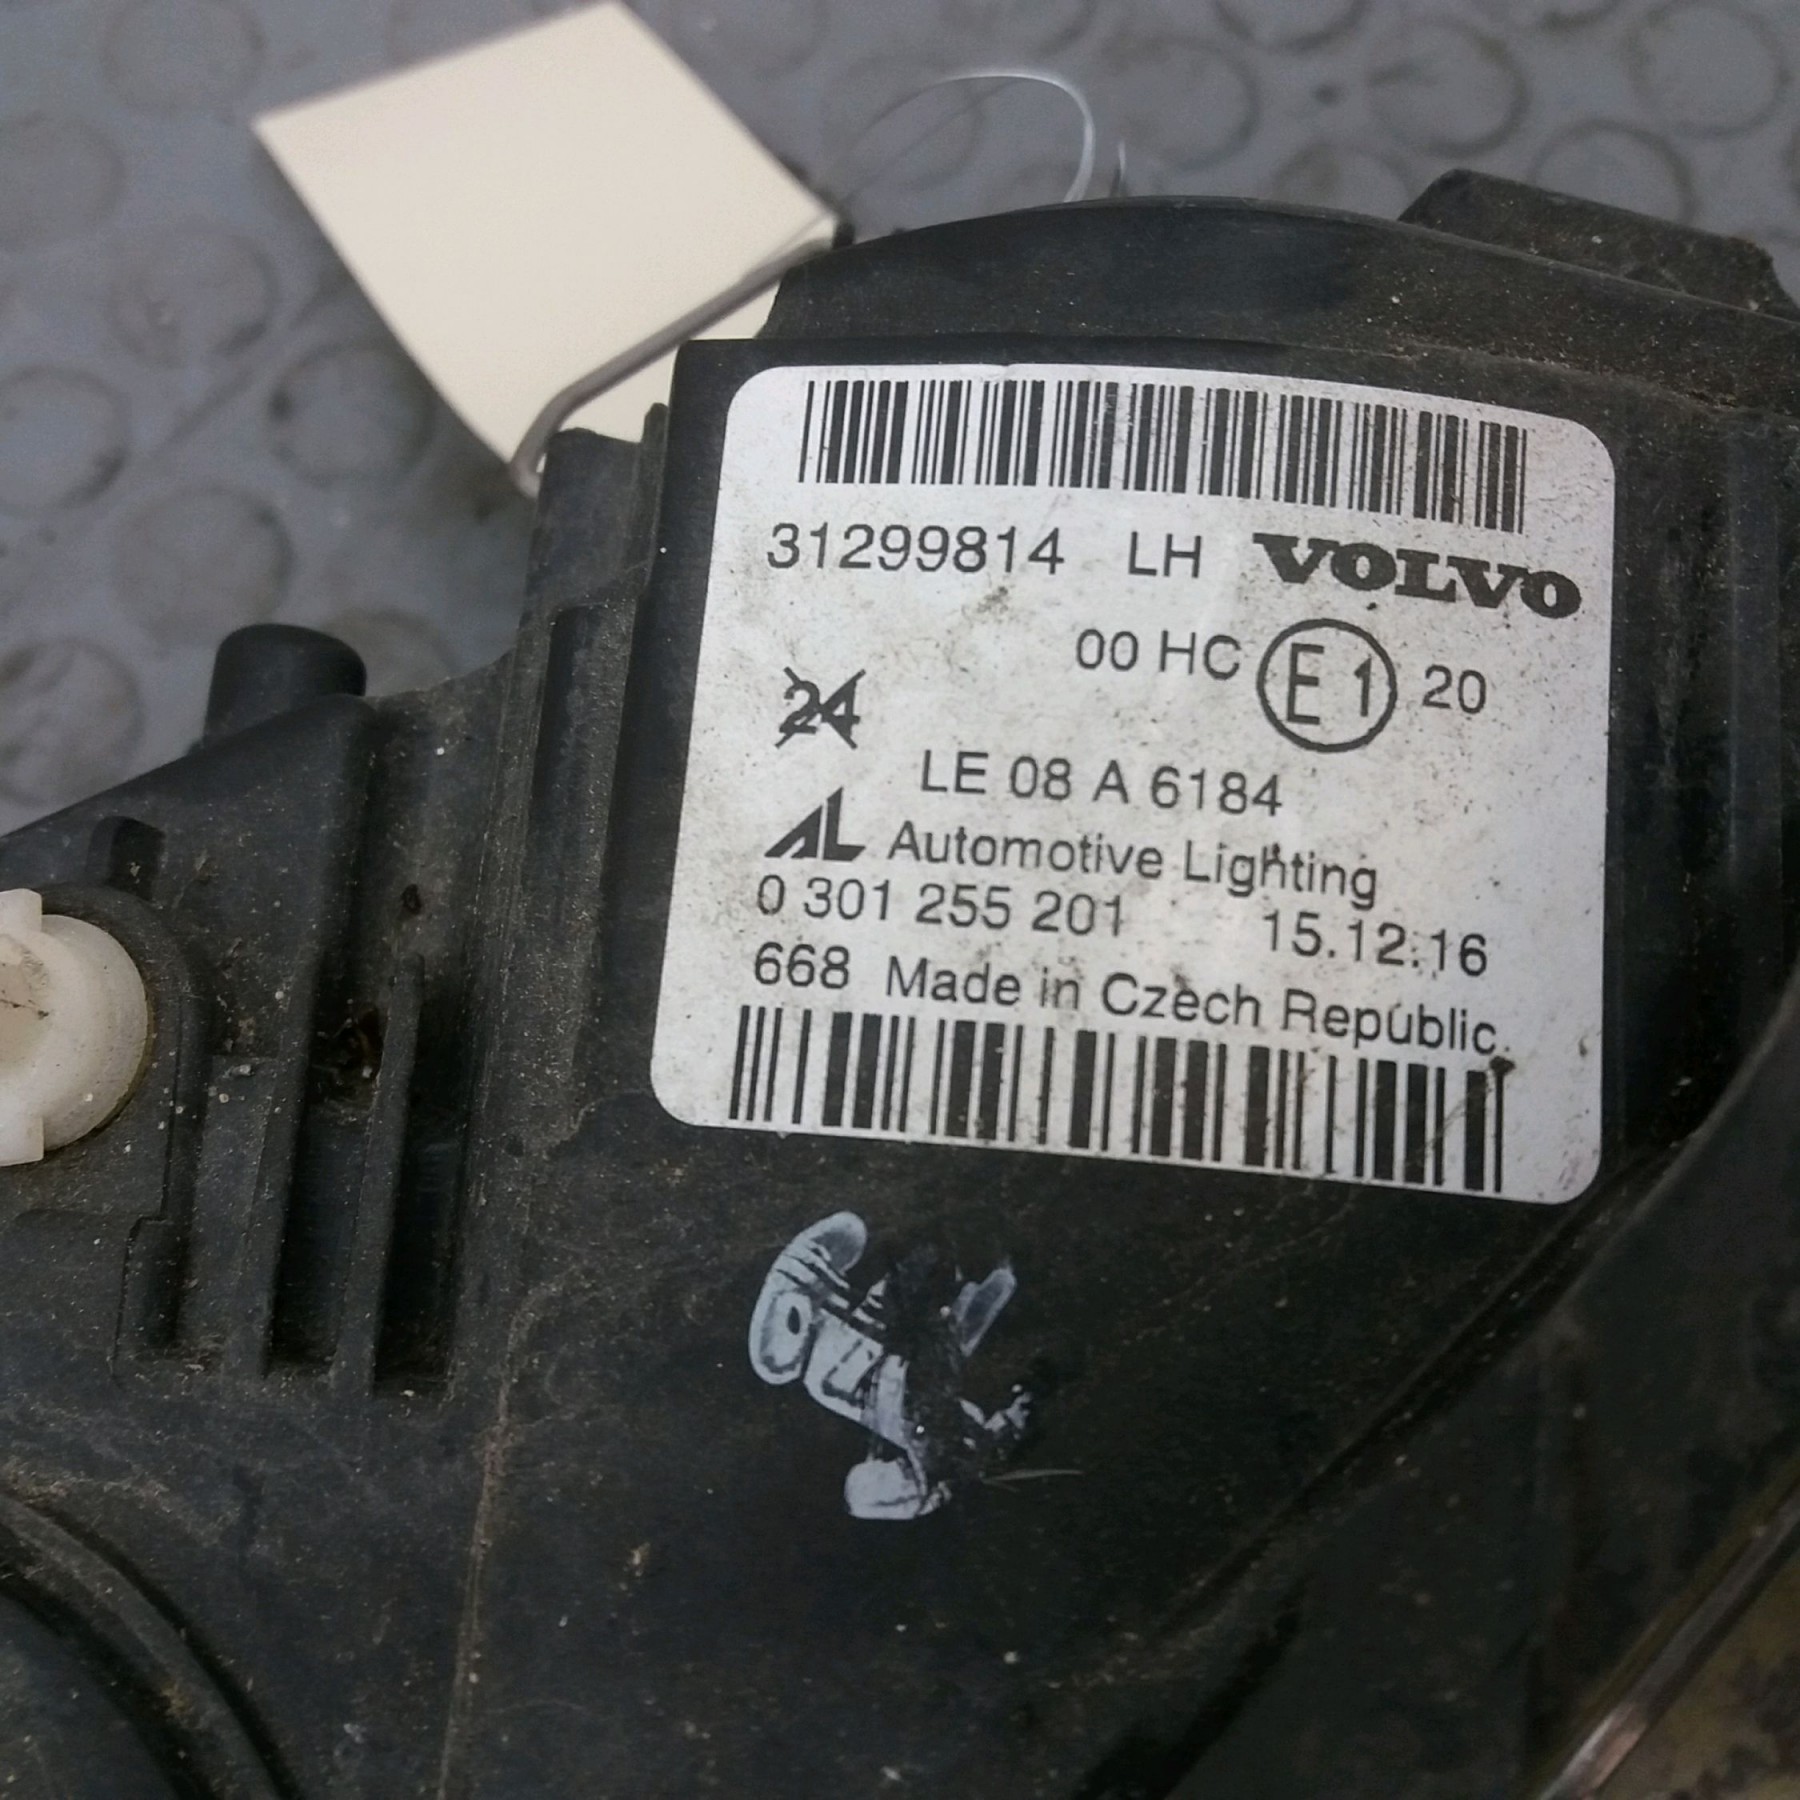 31299814 LH VOLVO
00 HC E1 20
24
LE 08 A 6184
AL Automotive Lighting
0 301 255 201 15.12.16
668 Made in Czech Republic